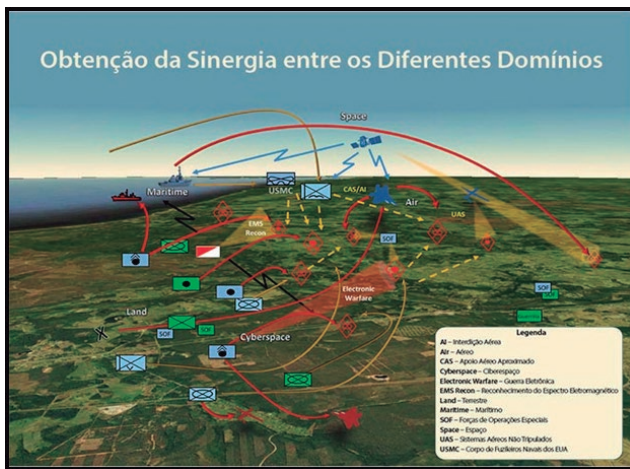 Obtenção da Sinergia entre os Diferentes Domínios
Space
Maritime
USMC
CAS/AI
Air
UAS
EMS
Recon
SOF
Electronic
Warfare
SOF
SOF
Land
SOF
SOF
Cyberspace
Legenda
AI – Interdição Aérea
Air – Aéreo
CAS – Apoio Aéreo Aproximado
Cyberspace – Ciberespaço
Electronic Warfare – Guerra Eletrônica
EMS Recon – Reconhecimento do Espectro Eletromagnético
Land – Terrestre
Maritime – Marítimo
SOF – Forças de Operações Especiais
Space – Espaço
UAS – Sistemas Aéreos Não Tripulados
USMC – Corpo de Fuzileiros Navais dos EUA